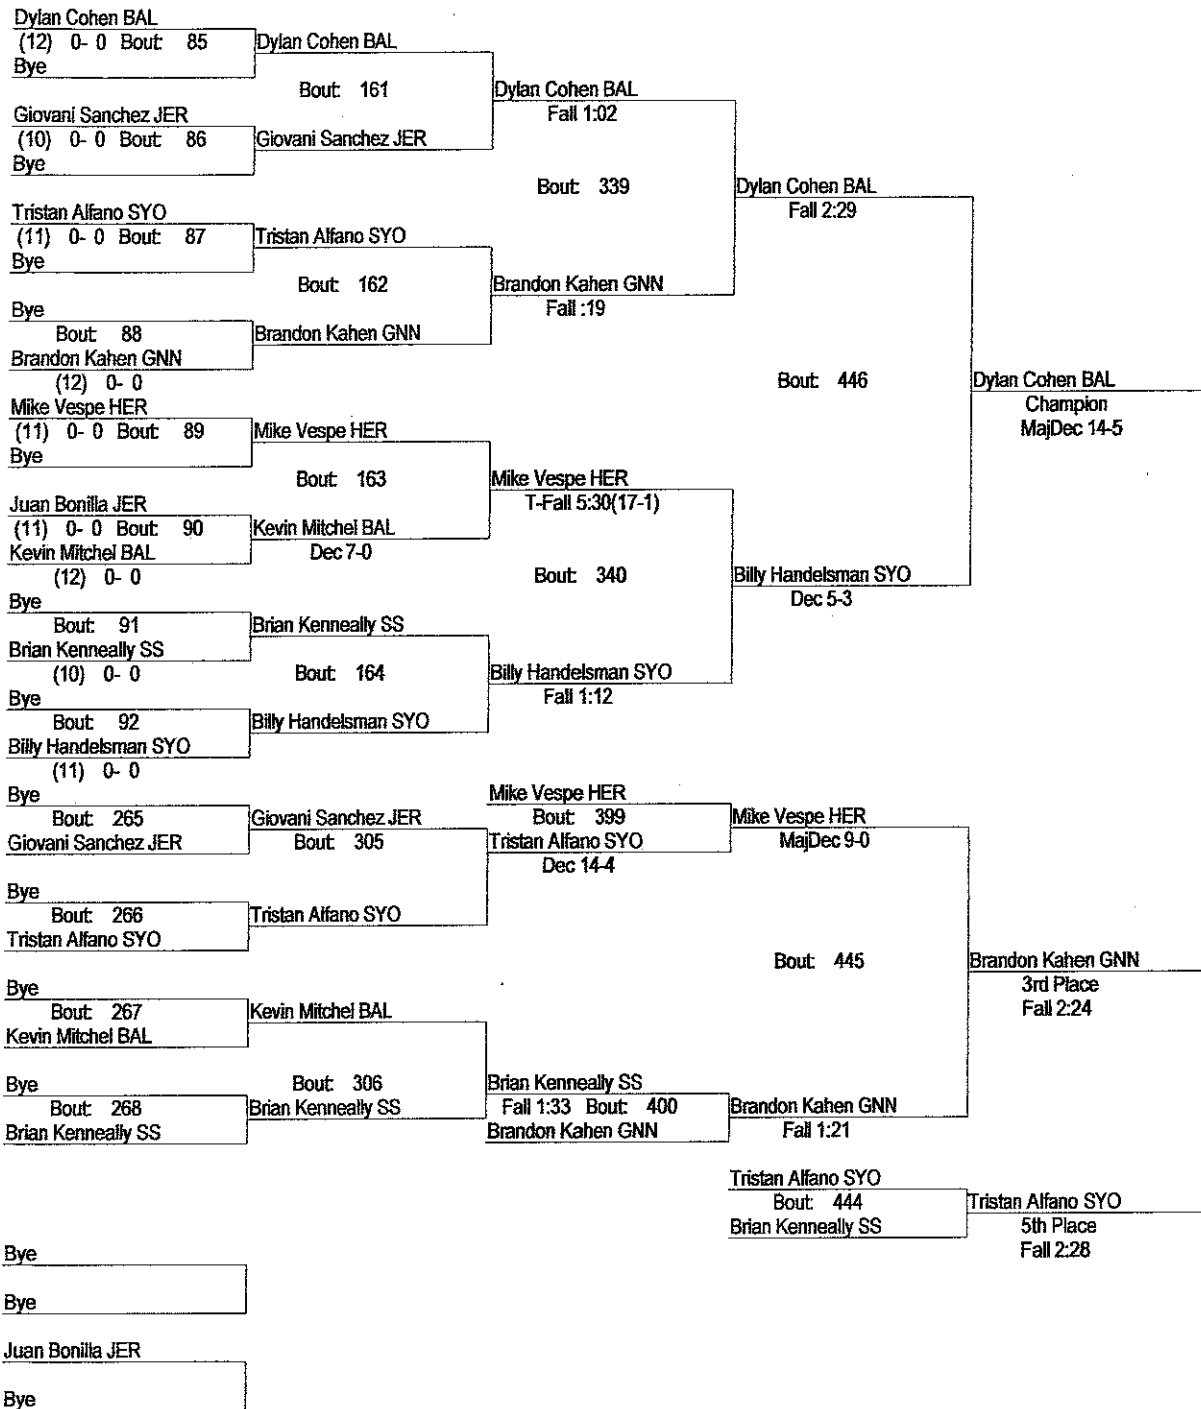 Dylan Cohen BAL
(12) 0- 0 Bout: 85
Bye
Dylan Cohen BAL
Bout: 161
Giovani Sanchez JER
(10) 0- 0 Bout: 86
Bye
Giovani Sanchez JER
Dylan Cohen BAL
Fall 1:02
Bout: 339
Tristan Alfano SYO
(11) 0- 0 Bout: 87
Bye
Tristan Alfano SYO
Bout: 162
Bye
Bout: 88
Brandon Kahen GNN
(12) 0- 0
Brandon Kahen GNN
Brandon Kahen GNN
Fall :19
Dylan Cohen BAL
Fall 2:29
Bout: 446
Mike Vespe HER
(11) 0- 0 Bout: 89
Bye
Mike Vespe HER
Bout: 163
Juan Bonilla JER
(11) 0- 0 Bout: 90
Kevin Mitchel BAL
(12) 0- 0
Kevin Mitchel BAL
Dec 7-0
Mike Vespe HER
T-Fall 5:30(17-1)
Bout: 340
Bye
Bout: 91
Brian Kenneally SS
(10) 0- 0
Brian Kenneally SS
Bout: 164
Bye
Bout: 92
Billy Handelsman SYO
(11) 0- 0
Billy Handelsman SYO
Billy Handelsman SYO
Fall 1:12
Billy Handelsman SYO
Dec 5-3
Dylan Cohen BAL
Champion
MajDec 14-5
Bye
Bout: 265
Giovani Sanchez JER
Giovani Sanchez JER
Bout: 305
Bye
Bout: 266
Tristan Alfano SYO
Tristan Alfano SYO
Mike Vespe HER
Bout: 399
Tristan Alfano SYO
Dec 14-4
Mike Vespe HER
MajDec 9-0
Bout: 445
Bye
Bout: 267
Kevin Mitchel BAL
Kevin Mitchel BAL
Bout: 306
Bye
Bout: 268
Brian Kenneally SS
Brian Kenneally SS
Brian Kenneally SS
Fall 1:33 Bout: 400
Brandon Kahen GNN
Brandon Kahen GNN
Fall 1:21
Brandon Kahen GNN
3rd Place
Fall 2:24
Tristan Alfano SYO
Bout: 444
Brian Kenneally SS
Tristan Alfano SYO
5th Place
Fall 2:28
Bye
Bye
Juan Bonilla JER
Bye